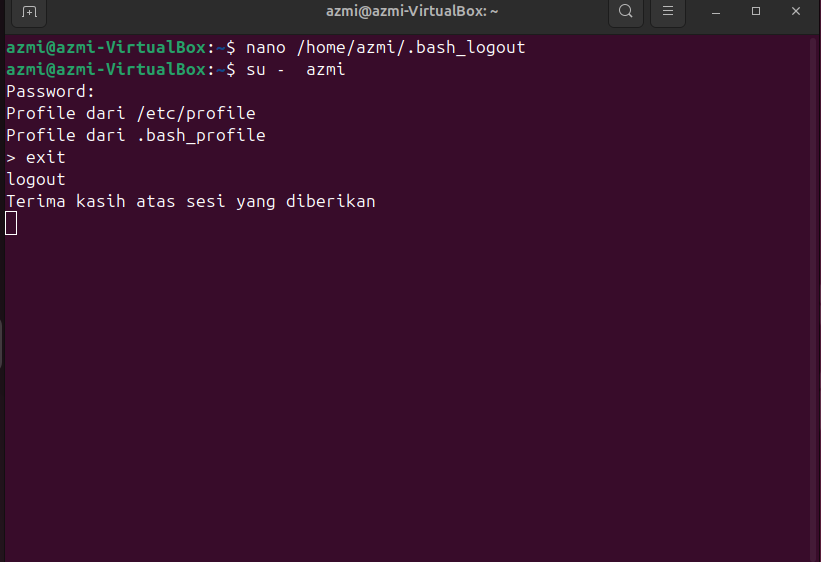 azmi@azmi-VirtualBox: ~
azmi@azmi-VirtualBox:~$ nano /home/azmi/.bash_logout
azmi@azmi-VirtualBox:~$ su -  azmi
Password:
Profile dari /etc/profile
Profile dari .bash_profile
> exit
logout
Terima kasih atas sesi yang diberikan